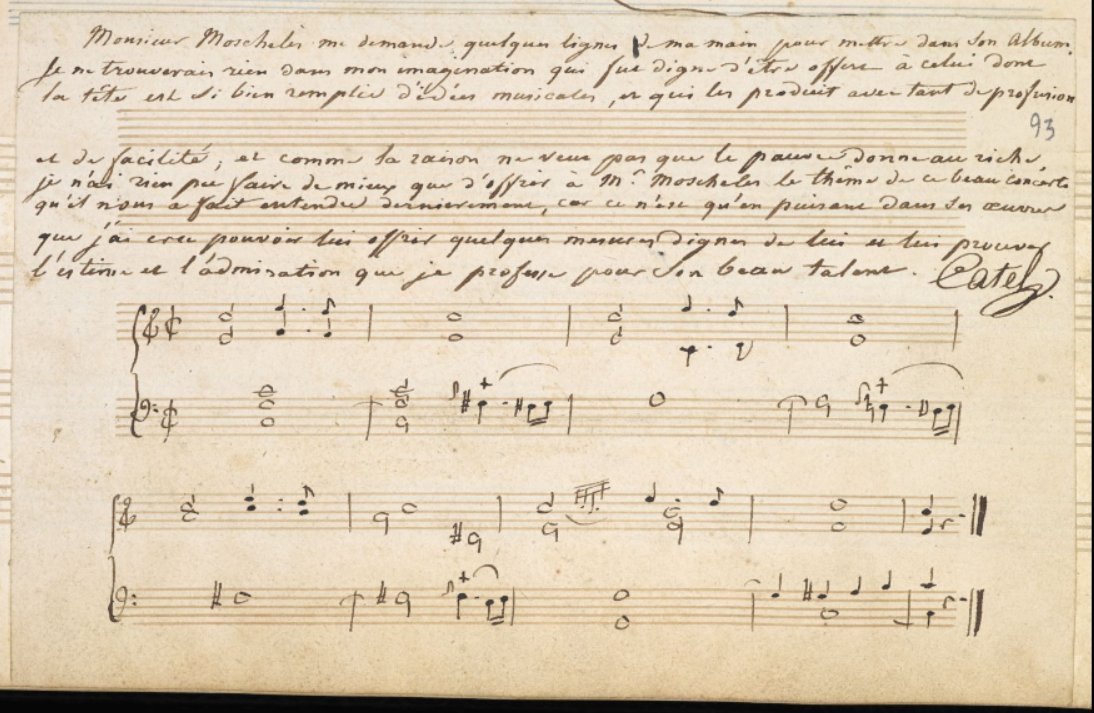 Monsieur Moscheles me demande quelques lignes de ma main pour mettre dans son Album.
Je ne trouverais rien dans mon imagination qui fut digne d'être offert à celui dont
la tête est si bien remplie d'idées musicales, et qui les produit avec tant de profusion
93
et de facilité; et comme la raison ne veut pas que le pauvre donne au riche,
je n'ai rien pu faire de mieux que d'offrir à Mr. Moscheles le thême de ce beau concerto
qu'il nous a fait entendre dernierement, car ce n'est qu'en puisant dans ses œuvres
que j'ai cru pouvoir lui offrir quelques mesures dignes de lui et lui prouver
l'estime et l'admiration que je professe pour son beau talent. Catel.